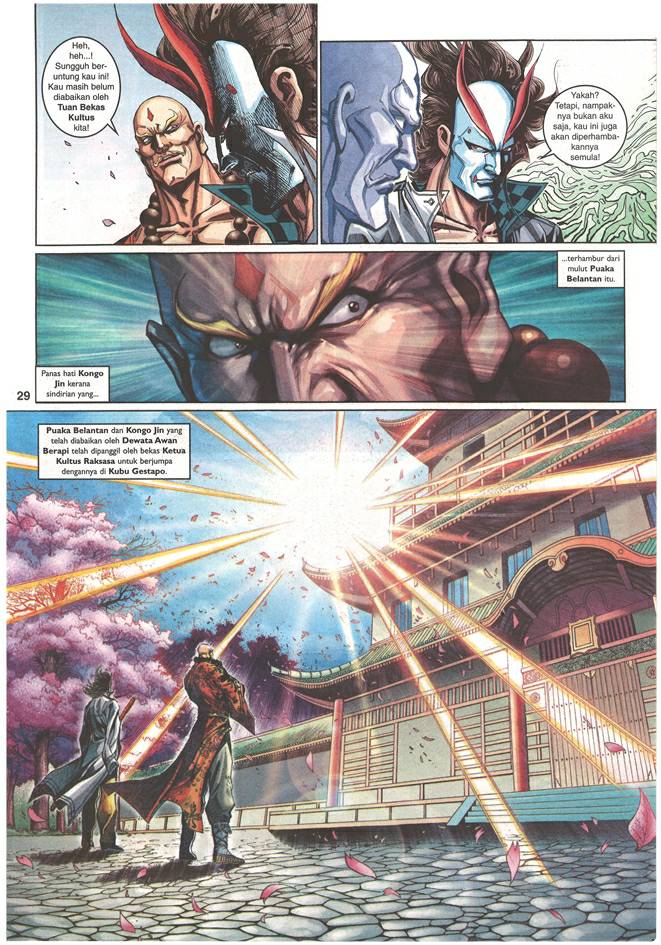 Heh,
heh...!
Sungguh ber-
untung kau ini!
Kau masih belum
diabaikan oleh
Tuan Bekas
Kultus
kita!
Yakah?
Tetapi, nampak-
nya bukan aku
saja, kau ini juga
akan diperhamba-
kannya
semula!
...terhambur dari
mulut Puaka
Belantan itu.
Panas hati Kongo
Jin kerana
sindirian yang...
29
Puaka Belantan dan Kongo Jin yang
telah diabaikan oleh Dewata Awan
Berapi telah dipanggil oleh bekas Ketua
Kultus Raksasa untuk berjumpa
dengannya di Kubu Gestapo.